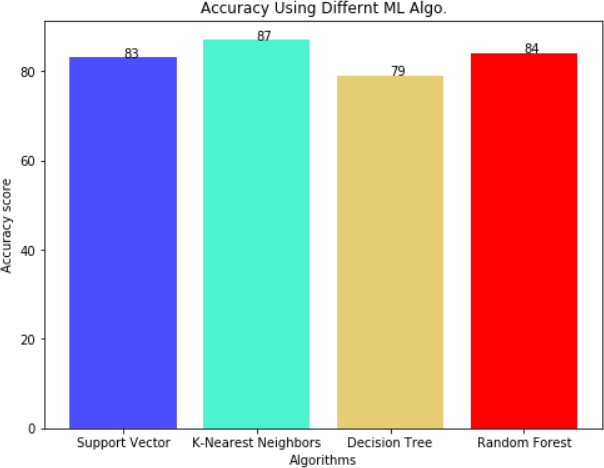 Accuracy Using Differnt ML Algo.
83
87
79
84
80
60
40
20
0
Accuracy score
Support Vector
K-Nearest Neighbors
Decision Tree
Random Forest
Algorithms